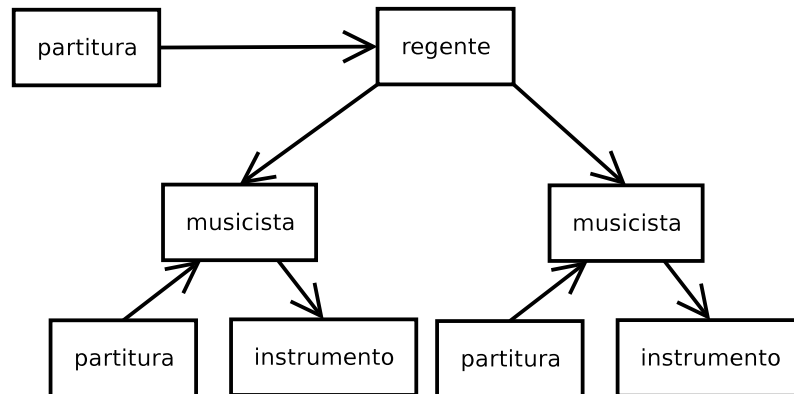 partitura
regente
musicista
musicista
partitura
instrumento
partitura
instrumento